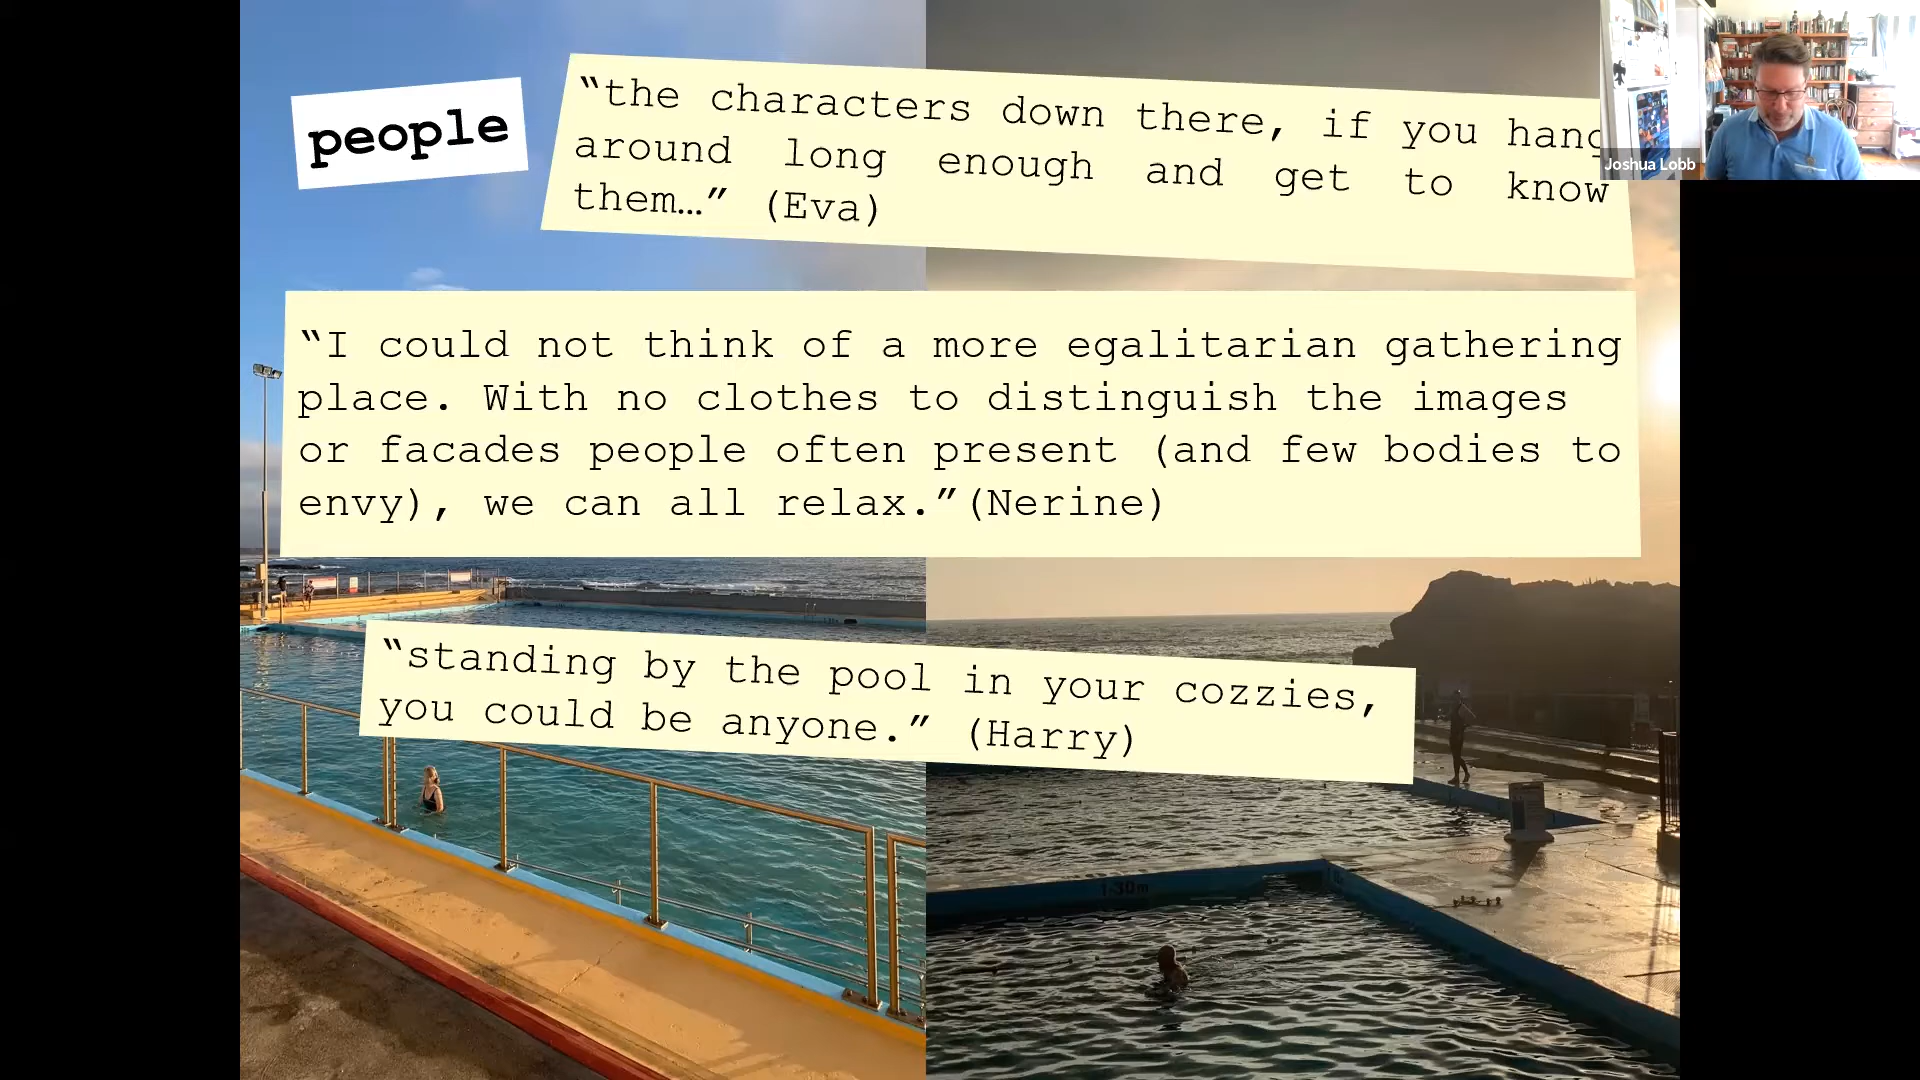 people
“the characters down there, if you hang
around long enough and get to know
them…” (Eva)
Joshua Lobb
“I could not think of a more egalitarian gathering
place. With no clothes to distinguish the images
or facades people often present (and few bodies to
envy), we can all relax.”(Nerine)
“standing by the pool in your cozzies,
you could be anyone.” (Harry)
1·30m